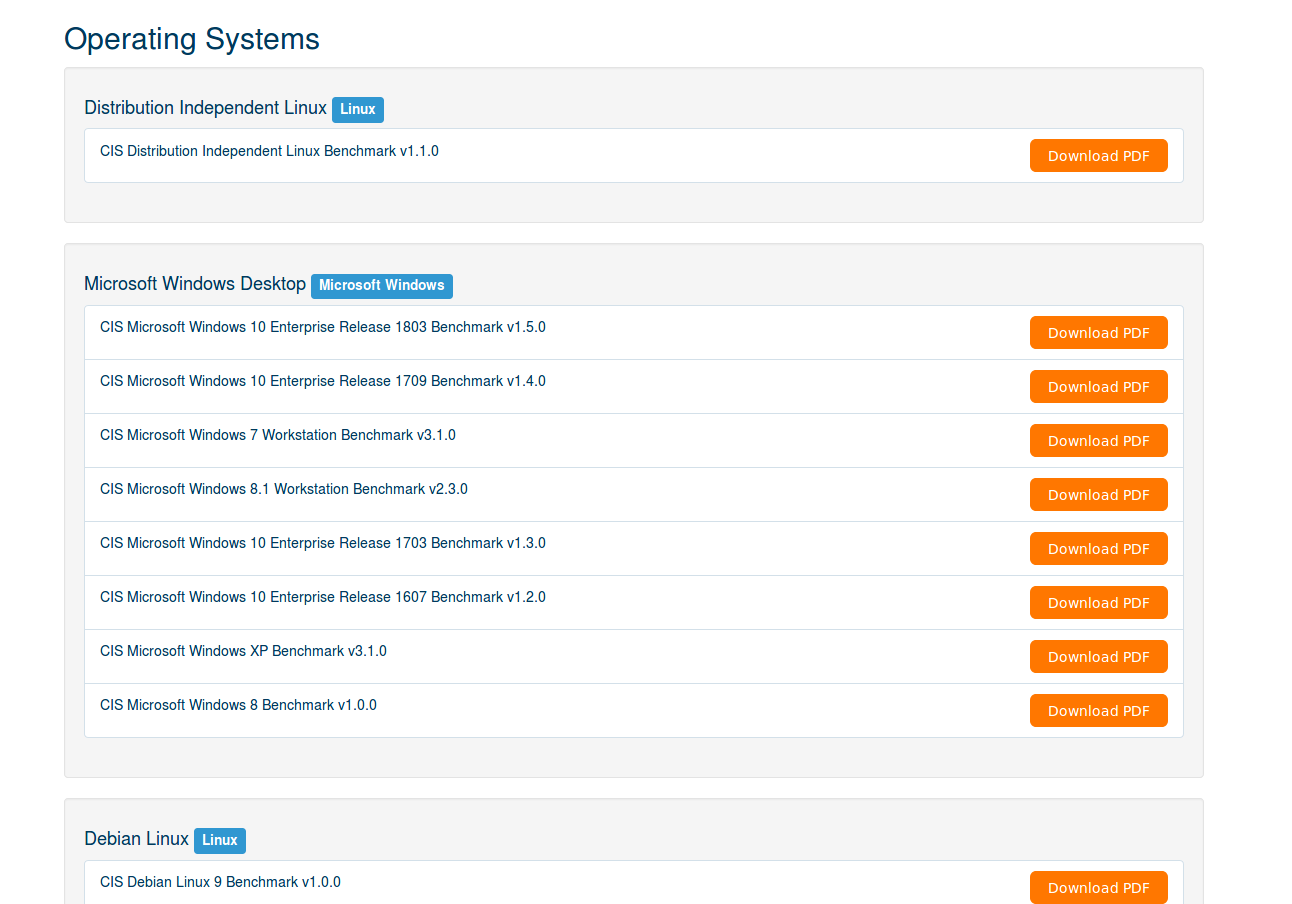 Operating Systems
Distribution Independent Linux Linux
CIS Distribution Independent Linux Benchmark v1.1.0 Download PDF
Microsoft Windows Desktop Microsoft Windows
CIS Microsoft Windows 10 Enterprise Release 1803 Benchmark v1.5.0 Download PDF
CIS Microsoft Windows 10 Enterprise Release 1709 Benchmark v1.4.0 Download PDF
CIS Microsoft Windows 7 Workstation Benchmark v3.1.0 Download PDF
CIS Microsoft Windows 8.1 Workstation Benchmark v2.3.0 Download PDF
CIS Microsoft Windows 10 Enterprise Release 1703 Benchmark v1.3.0 Download PDF
CIS Microsoft Windows 10 Enterprise Release 1607 Benchmark v1.2.0 Download PDF
CIS Microsoft Windows XP Benchmark v3.1.0 Download PDF
CIS Microsoft Windows 8 Benchmark v1.0.0 Download PDF
Debian Linux Linux
CIS Debian Linux 9 Benchmark v1.0.0 Download PDF